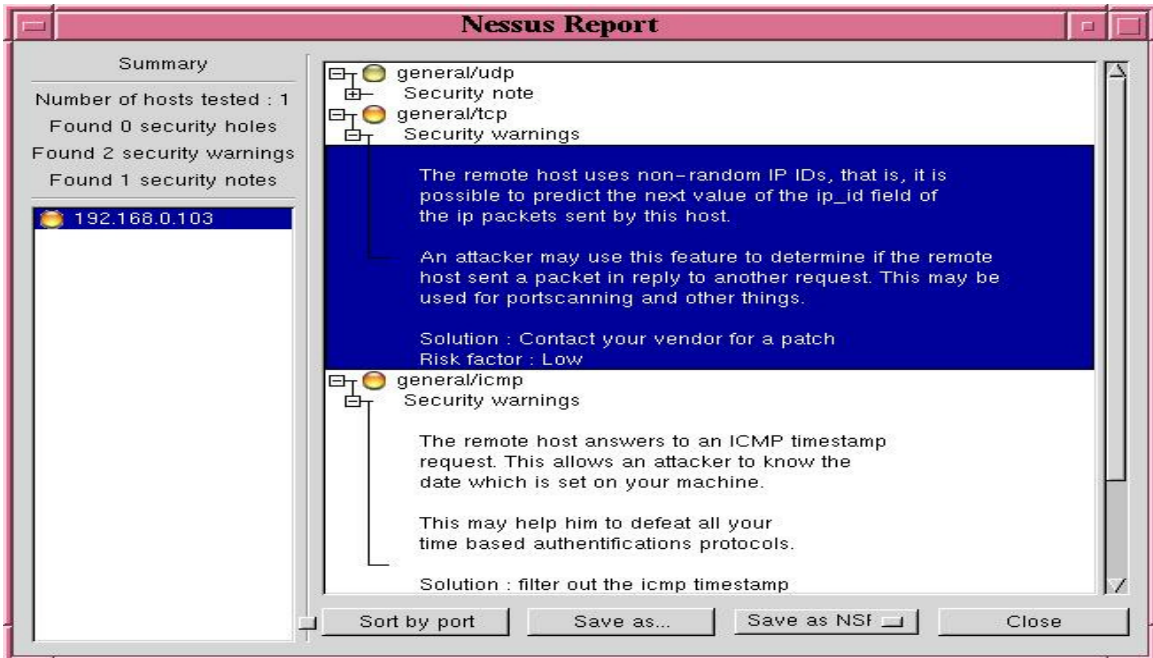 Nessus Report
Summary
Number of hosts tested : 1
Found 0 security holes
Found 2 security warnings
Found 1 security notes
192.168.0.103
general/udp
Security note
general/tcp
Security warnings
The remote host uses non-random IP IDs, that is, it is
possible to predict the next value of the ip_id field of
the ip packets sent by this host.
An attacker may use this feature to determine if the remote
host sent a packet in reply to another request. This may be
used for portscanning and other things.
Solution : Contact your vendor for a patch
Risk factor : Low
general/icmp
Security warnings
The remote host answers to an ICMP timestamp
request. This allows an attacker to know the
date which is set on your machine.
This may help him to defeat all your
time based authentifications protocols.
Solution : filter out the icmp timestamp
Sort by port
Save as...
Save as NSF
Close